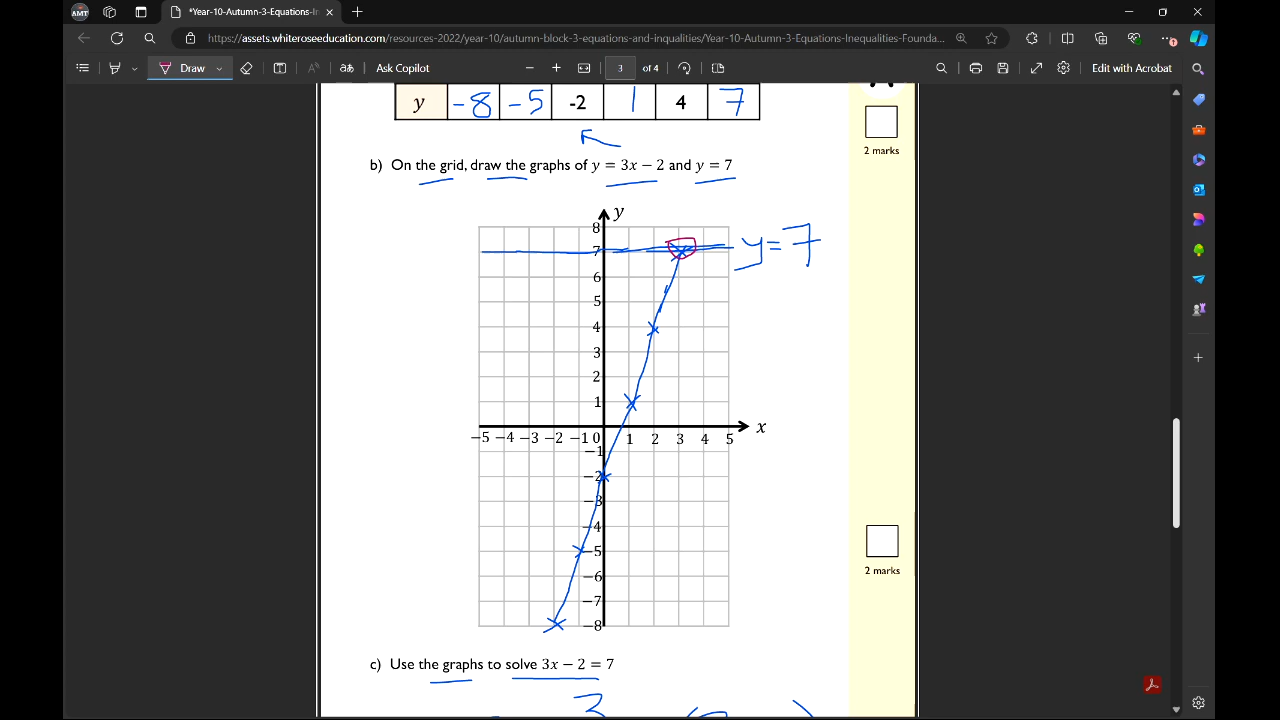 *Year-10-Autumn-3-Equations-In
https://assets.whiteroseeducation.com/resources-2022/year-10/autumn-block-3-equations-and-inqualities/Year-10-Autumn-3-Equations-Inequalities-Founda...
Draw
Ask Copilot
3 of 4
Edit with Acrobat
y -8 -5 -2 1 4 7
2 marks
b) On the grid, draw the graphs of y = 3x − 2 and y = 7
y
8
7
y=7
6
5
4
3
2
1
−5 −4 −3 −2 −1 0 1 2 3 4 5 x
−1
−2
−3
−4
−5
−6
−7
−8
2 marks
c) Use the graphs to solve 3x − 2 = 7
3